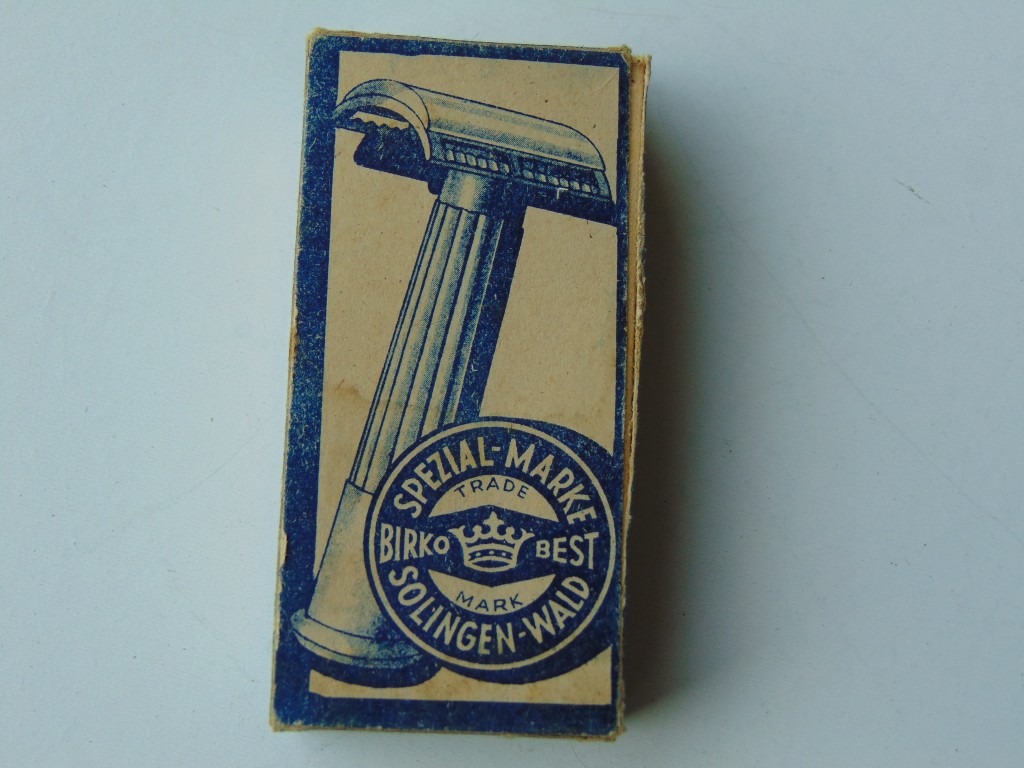 SPEZIAL-MARKE
TRADE
BIRKO BEST
MARK
SOLINGEN-WALD